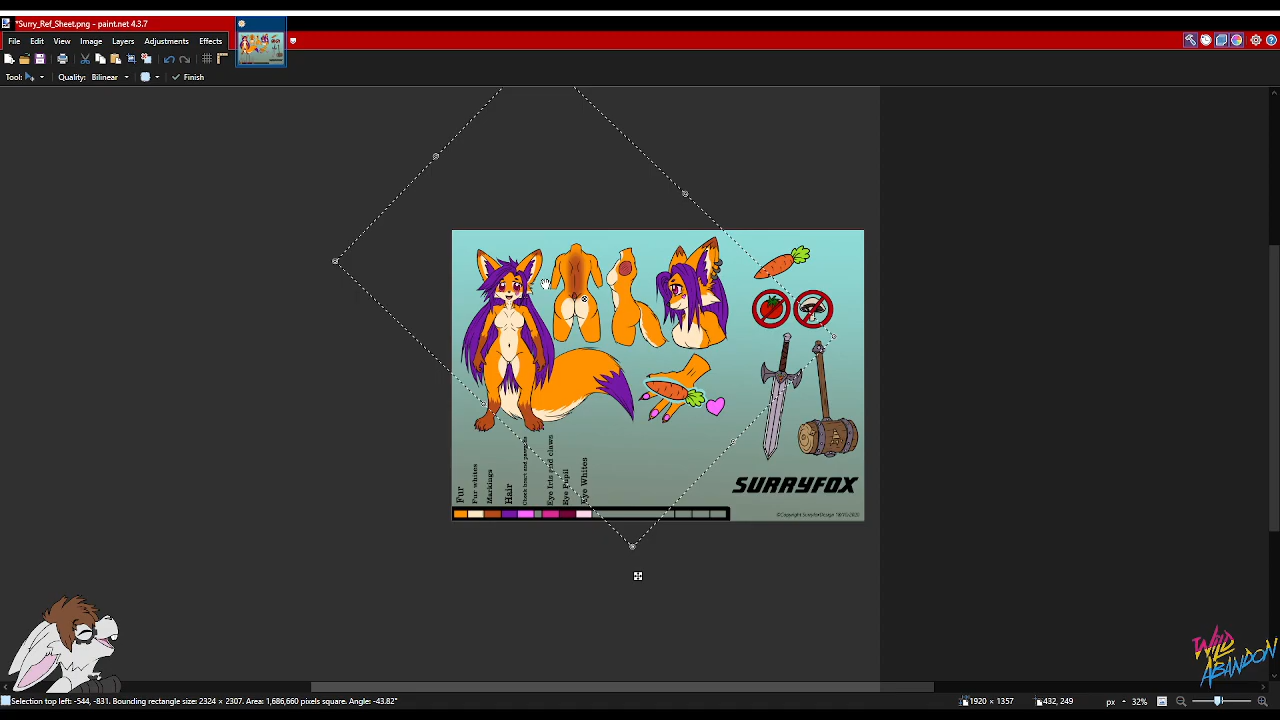 *Surry_Ref_Sheet.png - paint.net 4.3.7
File Edit View Image Layers Adjustments Effects
Tool: Quality: Bilinear Finish
Fur
Fur whites
Markings
Hair
Eye Iris and claws
Eye Pupil
Eye Whites
SURRYFOX
WILD
ABANDON
Selection top left: -544, -831. Bounding rectangle size: 2324 × 2307. Area: 1,686,660 pixels square. Angle: -43.82°
1920 × 1357 432, 249 px 32%